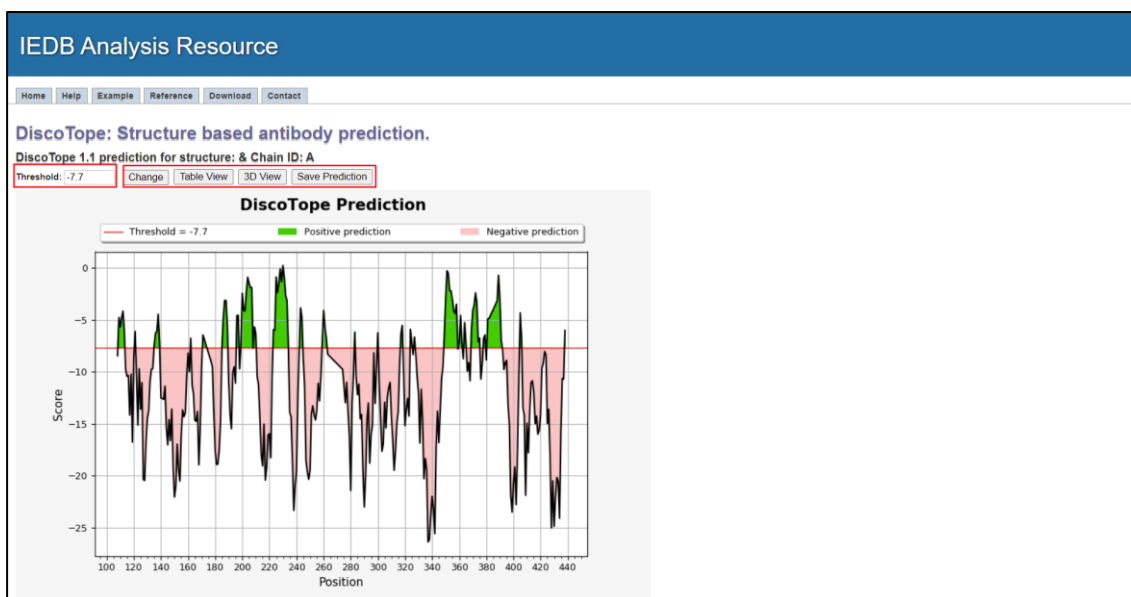 IEDB Analysis Resource
Home Help Example Reference Download Contact
DiscoTope: Structure based antibody prediction.
DiscoTope 1.1 prediction for structure: & Chain ID: A
Threshold: -7.7 Change Table View 3D View Save Prediction
DiscoTope Prediction
Threshold = -7.7 Positive prediction Negative prediction
0
−5
−10
−15
−20
−25
Score
100 120 140 160 180 200 220 240 260 280 300 320 340 360 380 400 420 440
Position